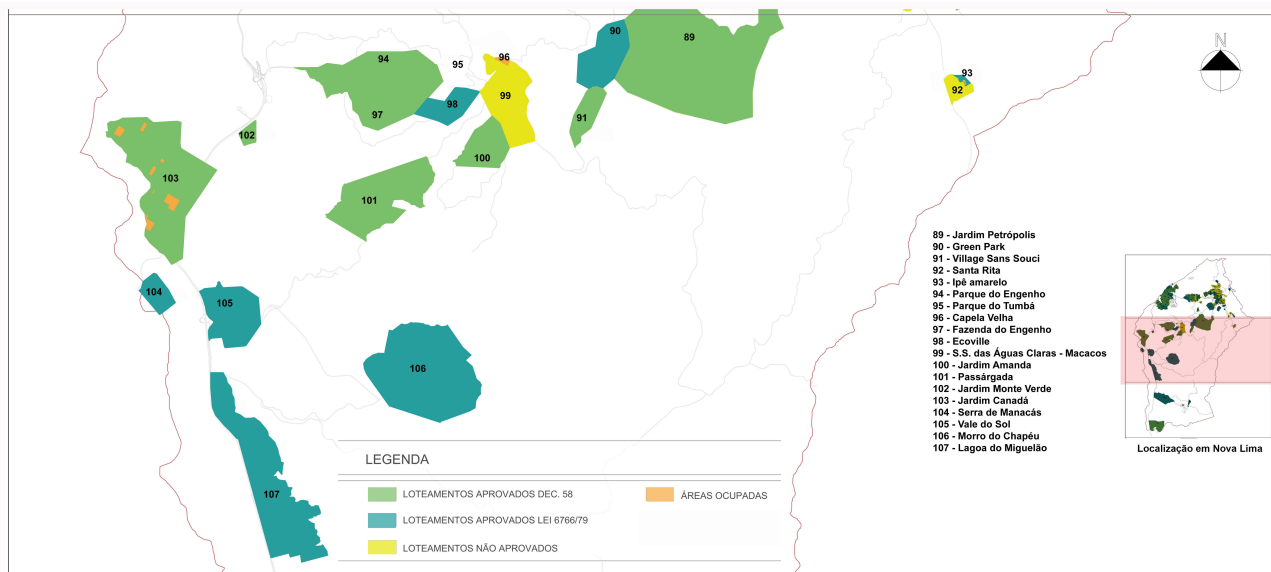 90
89
94
95
96
99
98
97
91
93
92
N
102
100
103
101
104
105
106
107
89 - Jardim Petrópolis
90 - Green Park
91 - Village Sans Souci
92 - Santa Rita
93 - Ipê amarelo
94 - Parque do Engenho
95 - Parque do Tumbá
96 - Capela Velha
97 - Fazenda do Engenho
98 - Ecoville
99 - S.S. das Águas Claras - Macacos
100 - Jardim Amanda
101 - Passárgada
102 - Jardim Monte Verde
103 - Jardim Canadá
104 - Serra de Manacás
105 - Vale do Sol
106 - Morro do Chapéu
107 - Lagoa do Miguelão
Localização em Nova Lima
LEGENDA
LOTEAMENTOS APROVADOS DEC. 58
ÁREAS OCUPADAS
LOTEAMENTOS APROVADOS LEI 6766/79
LOTEAMENTOS NÃO APROVADOS